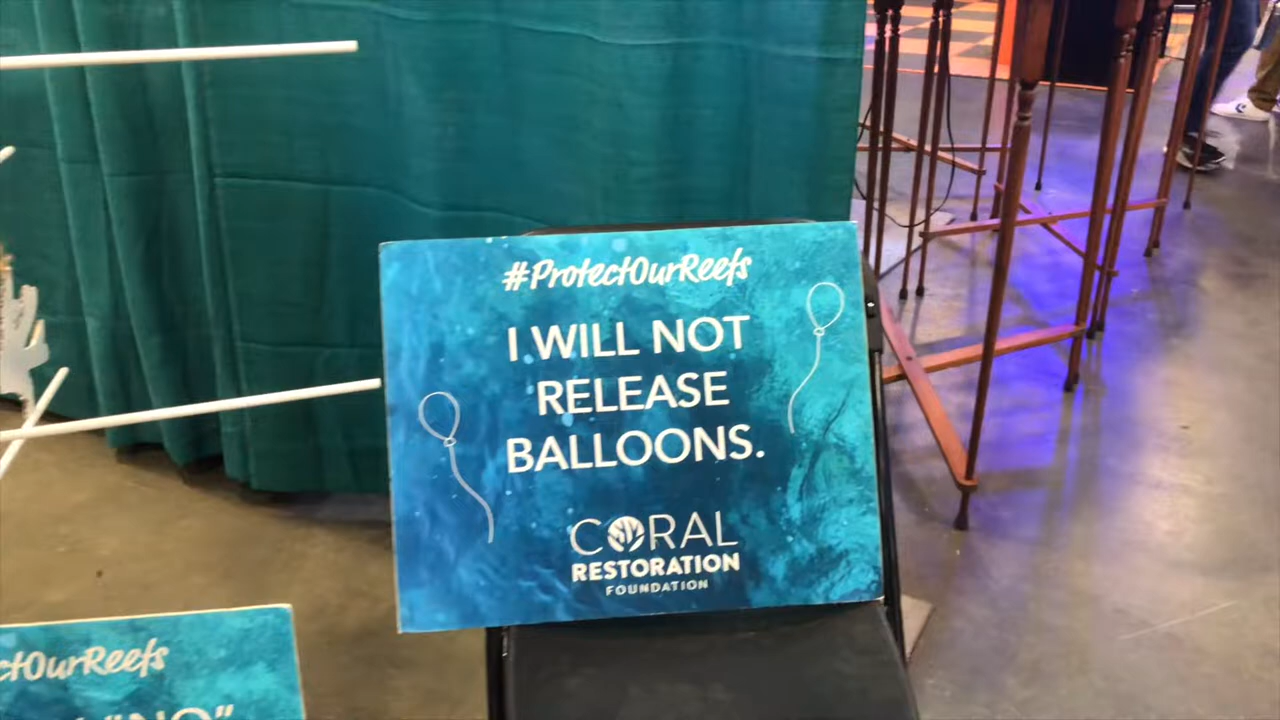 #ProtectOurReefs
I WILL NOT
RELEASE
BALLOONS.
CORAL
RESTORATION
FOUNDATION
ctOurReefs
"NO"